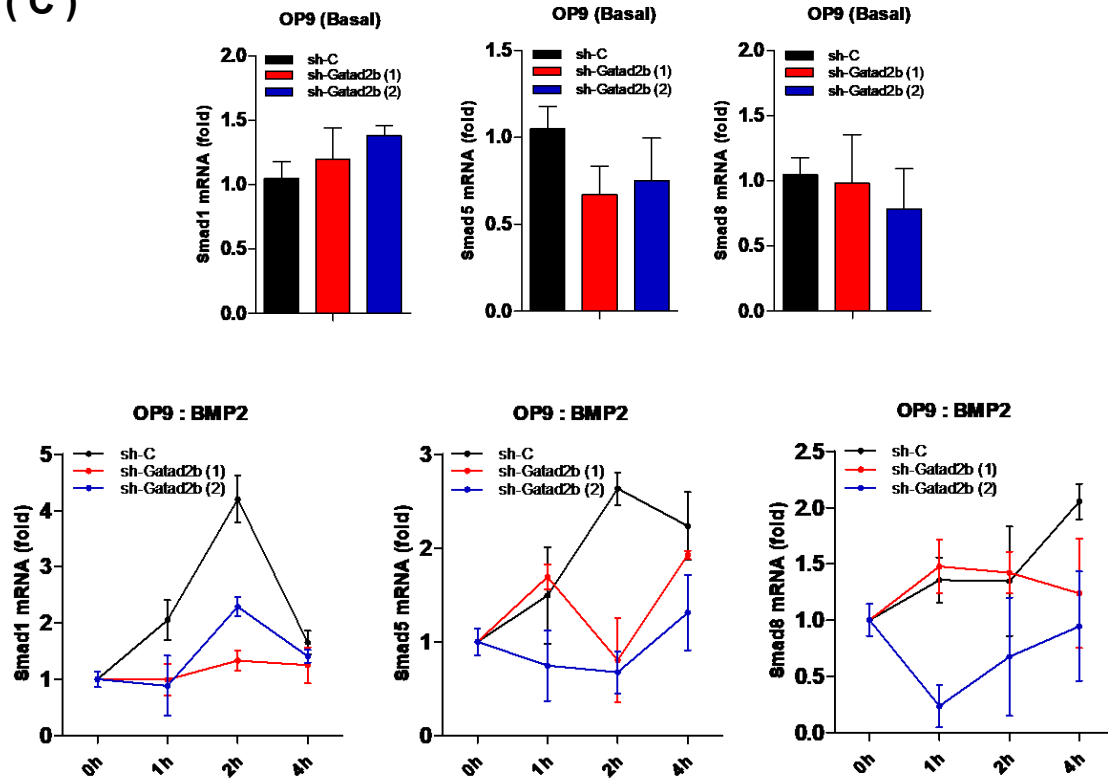 ( C )
OP9 (Basal)
sh-C
sh-Gatad2b (1)
sh-Gatad2b (2)
Smad1 mRNA (fold)
2.0
1.5
1.0
0.5
0.0
OP9 (Basal)
sh-C
sh-Gatad2b (1)
sh-Gatad2b (2)
Smad5 mRNA (fold)
1.5
1.0
0.5
0.0
OP9 (Basal)
sh-C
sh-Gatad2b (1)
sh-Gatad2b (2)
Smad8 mRNA (fold)
2.0
1.5
1.0
0.5
0.0
OP9 : BMP2
sh-C
sh-Gatad2b (1)
sh-Gatad2b (2)
Smad1 mRNA (fold)
5
4
3
2
1
0
0h 1h 2h 4h
OP9 : BMP2
sh-C
sh-Gatad2b (1)
sh-Gatad2b (2)
Smad5 mRNA (fold)
3
2
1
0
0h 1h 2h 4h
OP9 : BMP2
sh-C
sh-Gatad2b (1)
sh-Gatad2b (2)
Smad8 mRNA (fold)
2.5
2.0
1.5
1.0
0.5
0.0
0h 1h 2h 4h